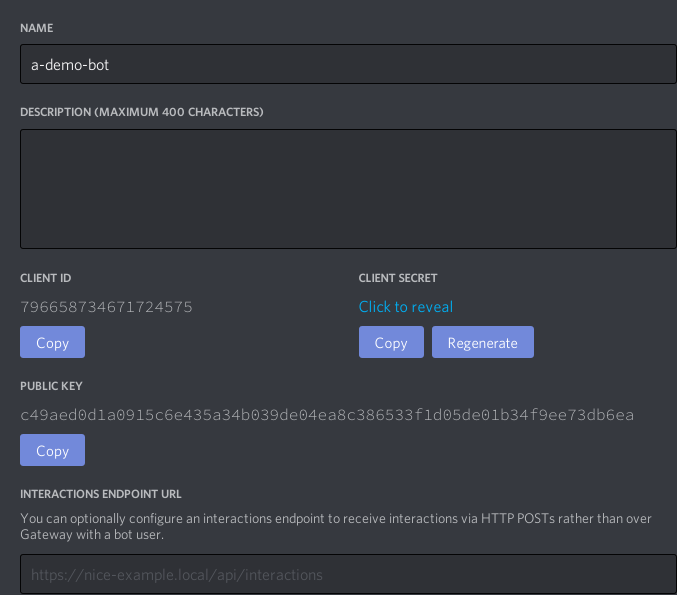 NAME
a-demo-bot
DESCRIPTION (MAXIMUM 400 CHARACTERS)
CLIENT ID
796658734671724575
Copy
CLIENT SECRET
Click to reveal
Copy Regenerate
PUBLIC KEY
c49aed0d1a0915c6e435a34b039de04ea8c386533f1d05de01b34f9ee73db6ea
Copy
INTERACTIONS ENDPOINT URL
You can optionally configure an interactions endpoint to receive interactions via HTTP POSTs rather than over
Gateway with a bot user.
https://nice-example.local/api/interactions